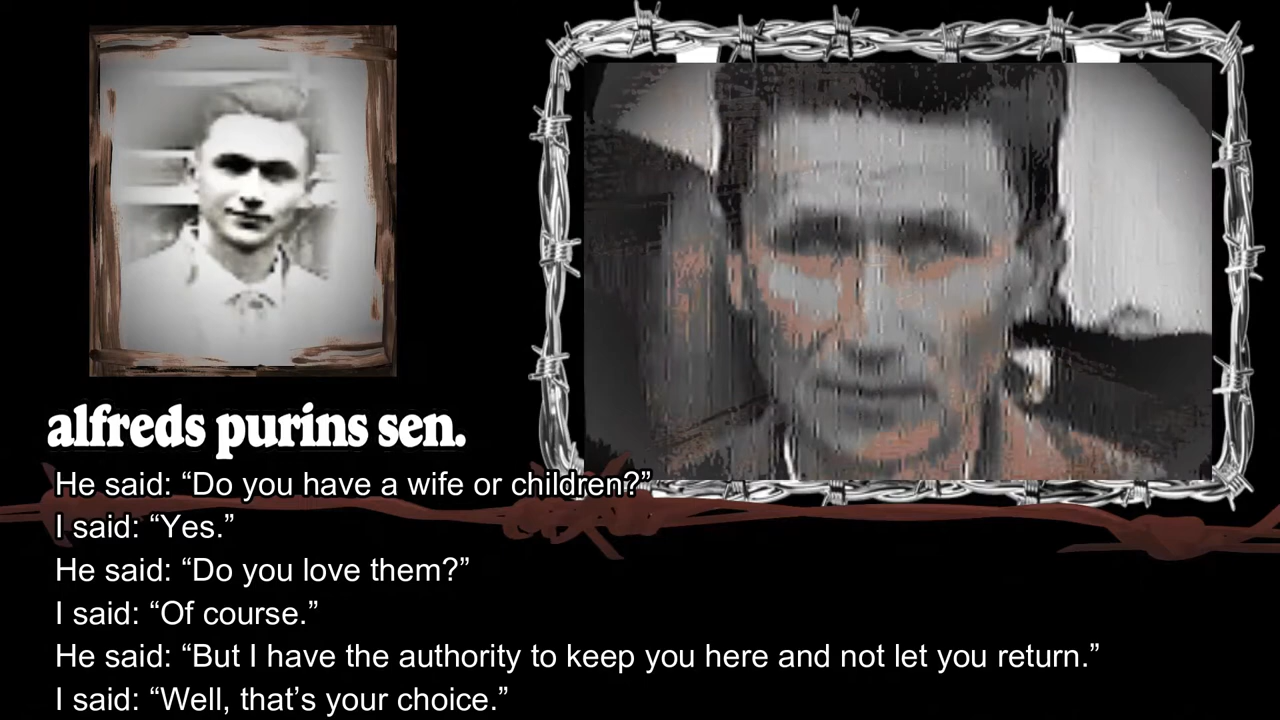 alfreds purins sen.
He said: “Do you have a wife or children?”
I said: “Yes.”
He said: “Do you love them?”
I said: “Of course.”
He said: “But I have the authority to keep you here and not let you return.”
I said: “Well, that’s your choice.”